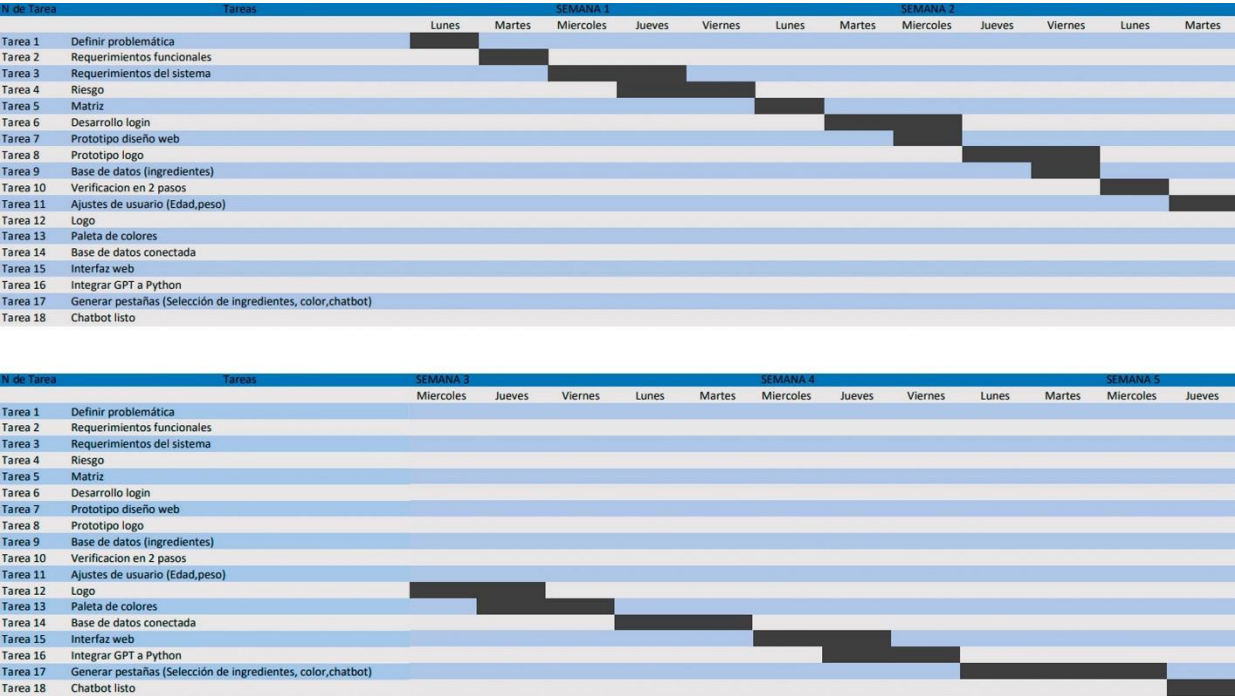 N de Tarea Tareas SEMANA 1 SEMANA 2
Lunes Martes Miercoles Jueves Viernes Lunes Martes Miercoles Jueves Viernes Lunes Martes
Tarea 1 Definir problemática
Tarea 2 Requerimientos funcionales
Tarea 3 Requerimientos del sistema
Tarea 4 Riesgo
Tarea 5 Matriz
Tarea 6 Desarrollo login
Tarea 7 Prototipo diseño web
Tarea 8 Prototipo logo
Tarea 9 Base de datos (ingredientes)
Tarea 10 Verificacion en 2 pasos
Tarea 11 Ajustes de usuario (Edad,peso)
Tarea 12 Logo
Tarea 13 Paleta de colores
Tarea 14 Base de datos conectada
Tarea 15 Interfaz web
Tarea 16 Integrar GPT a Python
Tarea 17 Generar pestañas (Selección de ingredientes, color,chatbot)
Tarea 18 Chatbot listo
N de Tarea Tareas SEMANA 3 SEMANA 4 SEMANA 5
Miercoles Jueves Viernes Lunes Martes Miercoles Jueves Viernes Lunes Martes Miercoles Jueves
Tarea 1 Definir problemática
Tarea 2 Requerimientos funcionales
Tarea 3 Requerimientos del sistema
Tarea 4 Riesgo
Tarea 5 Matriz
Tarea 6 Desarrollo login
Tarea 7 Prototipo diseño web
Tarea 8 Prototipo logo
Tarea 9 Base de datos (ingredientes)
Tarea 10 Verificacion en 2 pasos
Tarea 11 Ajustes de usuario (Edad,peso)
Tarea 12 Logo
Tarea 13 Paleta de colores
Tarea 14 Base de datos conectada
Tarea 15 Interfaz web
Tarea 16 Integrar GPT a Python
Tarea 17 Generar pestañas (Selección de ingredientes, color,chatbot)
Tarea 18 Chatbot listo